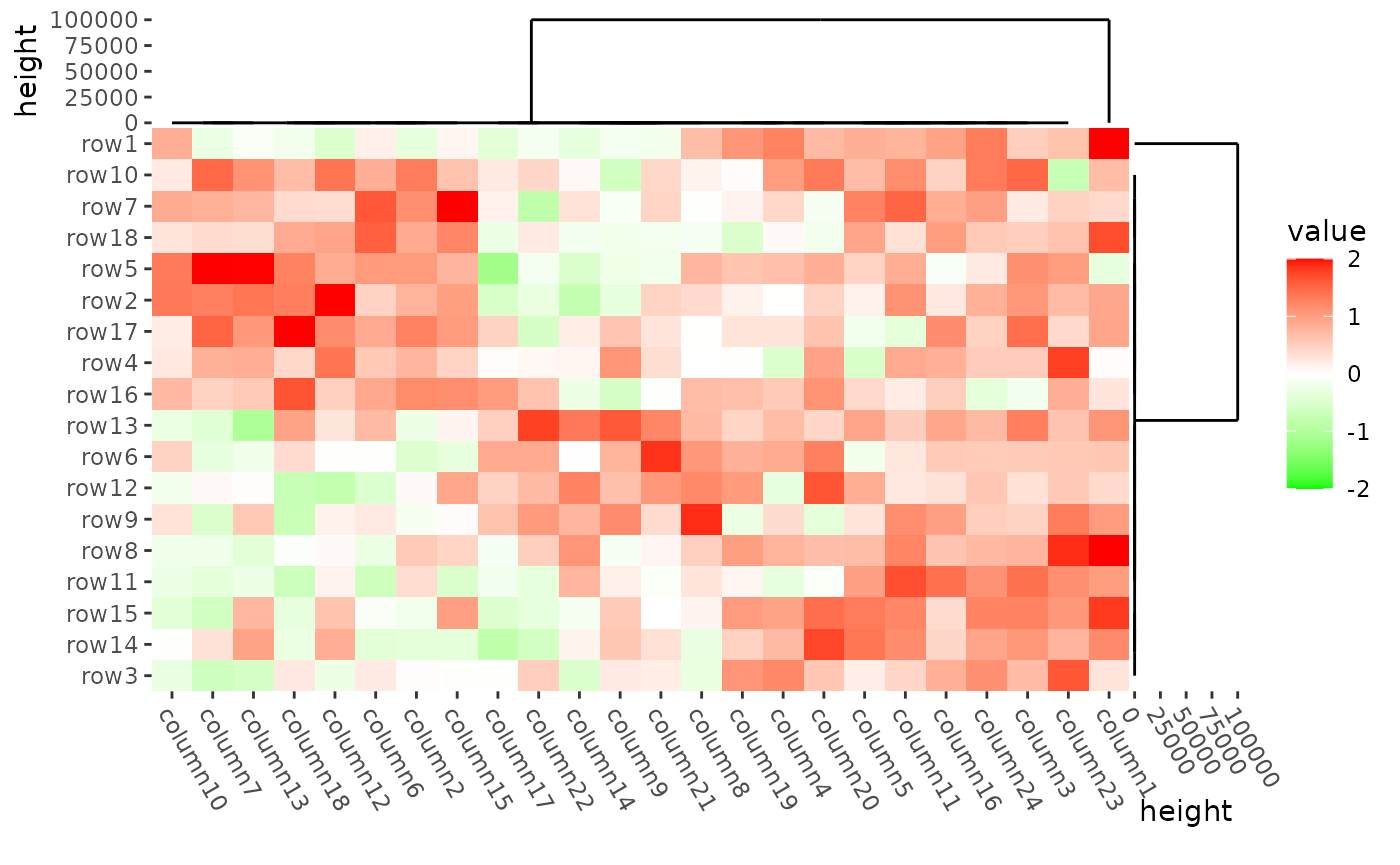 height
100000
75000
50000
25000
0
row1
row10
row7
row18
row5
row2
row17
row4
row16
row13
row6
row12
row9
row8
row11
row15
row14
row3
column10
column7
column13
column18
column12
column6
column2
column15
column17
column22
column14
column9
column21
column8
column19
column4
column20
column5
column11
column16
column24
column3
column23
column1
0
25000
50000
75000
100000
height
value
2
1
0
-1
-2